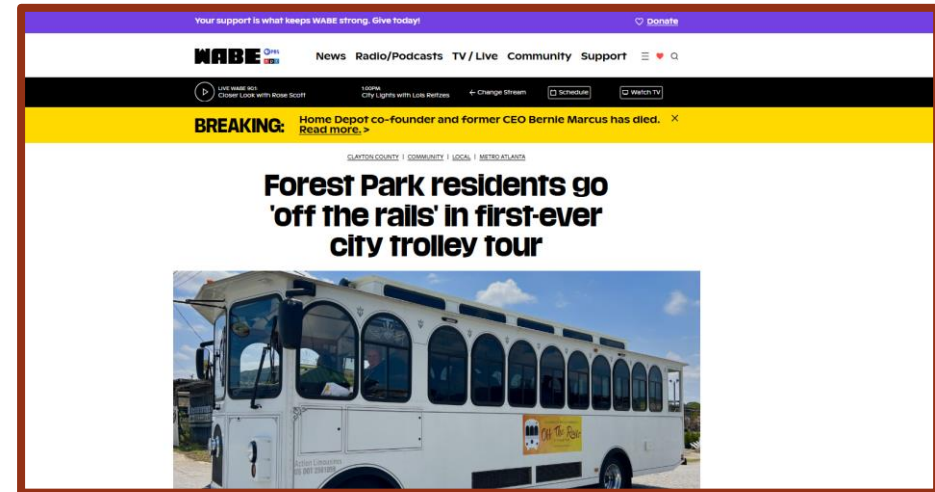 Your support is what keeps WABE strong. Give today!
Donate
WABE PBS
npr
News Radio/Podcasts TV / Live Community Support
LIVE WABE 90.1
Closer Look with Rose Scott
1:00PM
City Lights with Lois Reitzes
Change Stream
Schedule
Watch TV
BREAKING: Home Depot co-founder and former CEO Bernie Marcus has died.
Read more. >
CLAYTON COUNTY | COMMUNITY | LOCAL | METRO ATLANTA
Forest Park residents go
'off the rails' in first-ever
city trolley tour
Off The Rails
Active Limousines